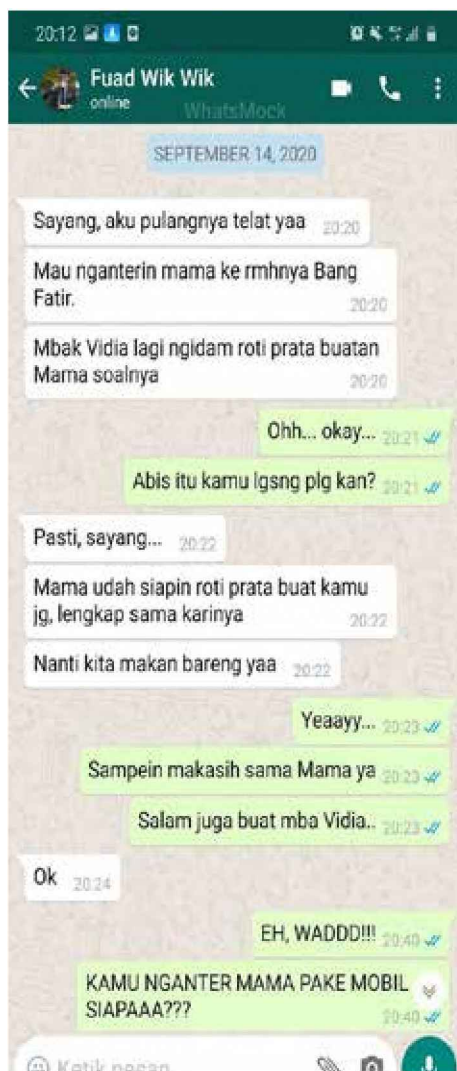 20:12
Fuad Wik Wik
online
WhatsMock
SEPTEMBER 14, 2020
Sayang, aku pulangnya telat yaa 20:20
Mau nganterin mama ke rmhnya Bang
Fatir. 20:20
Mbak Vidia lagi ngidam roti prata buatan
Mama soalnya 20:20
Ohh... okay... 20:21
Abis itu kamu lgsng plg kan? 20:21
Pasti, sayang... 20:22
Mama udah siapin roti prata buat kamu
jg, lengkap sama karinya 20:22
Nanti kita makan bareng yaa 20:22
Yeaayy... 20:23
Sampein makasih sama Mama ya 20:23
Salam juga buat mba Vidia.. 20:23
Ok 20:24
EH, WADDD!!! 20:40
KAMU NGANTER MAMA PAKE MOBIL
SIAPAAA??? 20:40
Ketik pesan